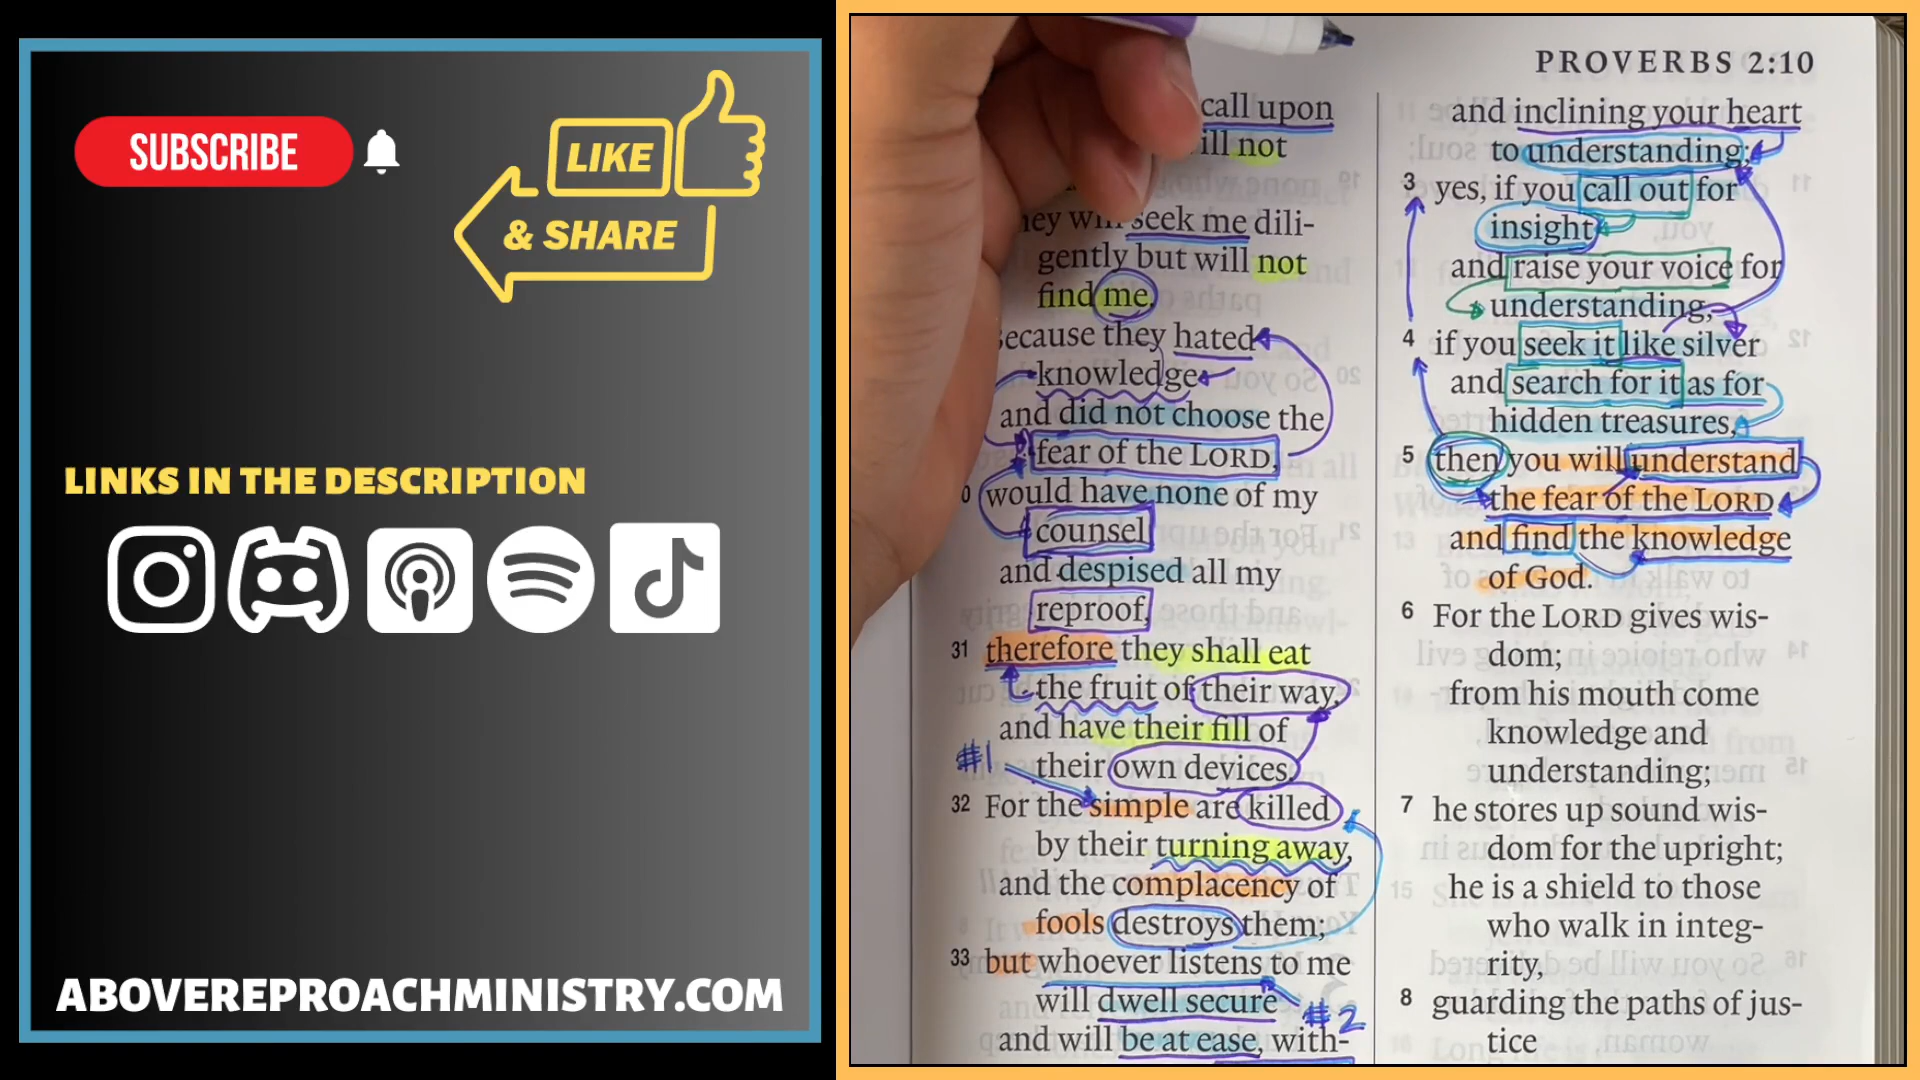 SUBSCRIBE
LIKE
& SHARE
LINKS IN THE DESCRIPTION
ABOVEREPROACHMINISTRY.COM
call upon
ill not
seek me dili-
gently but will not
find me.
ecause they hated
knowledge
and did not choose the
fear of the LORD,
0 would have none of my
counsel
and despised all my
reproof,
31 therefore they shall eat
the fruit of their way,
and have their fill of
#1
their own devices.
32 For the simple are killed
by their turning away,
and the complacency of
fools destroys them;
33 but whoever listens to me
will dwell secure
#2
and will be at ease, with-
PROVERBS 2:10
and inclining your heart
to understanding;
3 yes, if you call out for
insight
and raise your voice for
understanding,
4 if you seek it like silver
and search for it as for
hidden treasures,
5 then you will understand
the fear of the LORD
and find the knowledge
of God.
6 For the LORD gives wis-
dom;
from his mouth come
knowledge and
understanding;
7 he stores up sound wis-
dom for the upright;
he is a shield to those
who walk in integ-
rity,
8 guarding the paths of jus-
tice